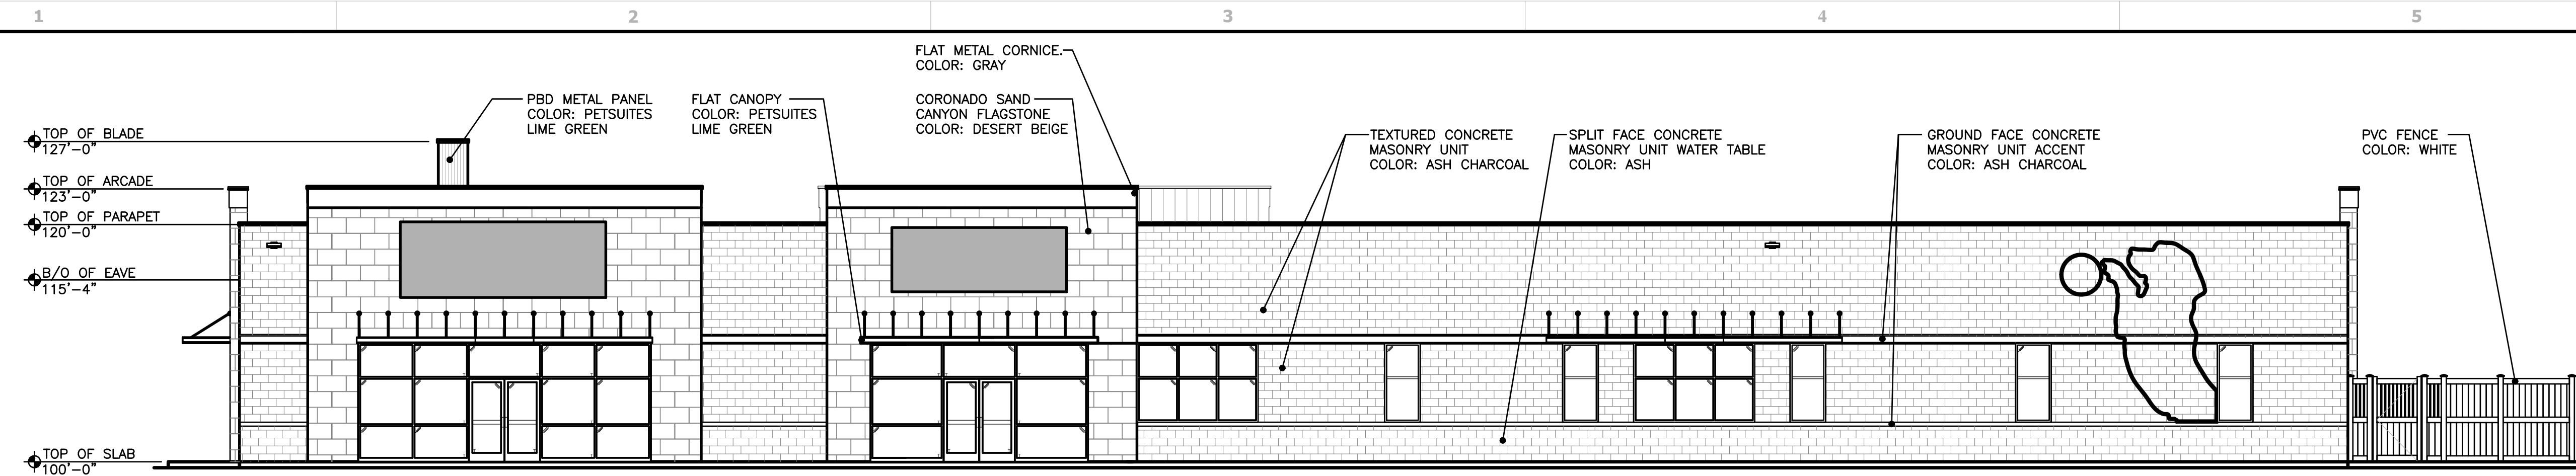 1
2
3
4
5
FLAT METAL CORNICE.
COLOR: GRAY
PBD METAL PANEL
COLOR: PETSUITES
LIME GREEN
FLAT CANOPY
COLOR: PETSUITES
LIME GREEN
CORONADO SAND
CANYON FLAGSTONE
COLOR: DESERT BEIGE
TEXTURED CONCRETE
MASONRY UNIT
COLOR: ASH CHARCOAL
SPLIT FACE CONCRETE
MASONRY UNIT WATER TABLE
COLOR: ASH
GROUND FACE CONCRETE
MASONRY UNIT ACCENT
COLOR: ASH CHARCOAL
PVC FENCE
COLOR: WHITE
TOP OF BLADE
127'-0"
TOP OF ARCADE
123'-0"
TOP OF PARAPET
120'-0"
B/O OF EAVE
115'-4"
TOP OF SLAB
100'-0"